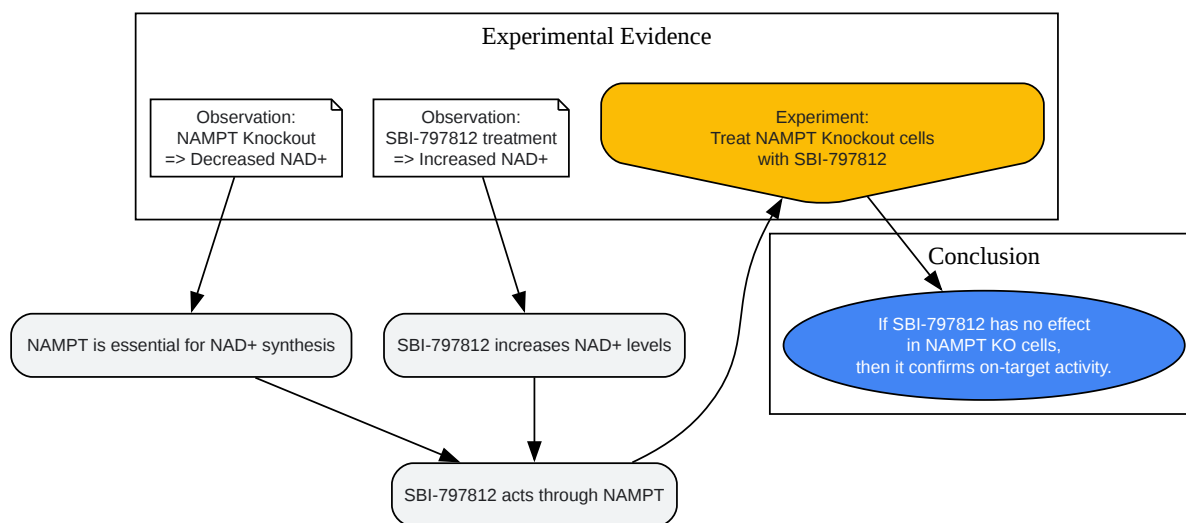 Experimental Evidence
Observation:
NAMPT Knockout
=> Decreased NAD+
Observation:
SBI-797812 treatment
=> Increased NAD+
Experiment:
Treat NAMPT Knockout cells
with SBI-797812
Conclusion
If SBI-797812 has no effect
in NAMPT KO cells,
then it confirms on-target activity.
NAMPT is essential for NAD+ synthesis
SBI-797812 increases NAD+ levels
SBI-797812 acts through NAMPT